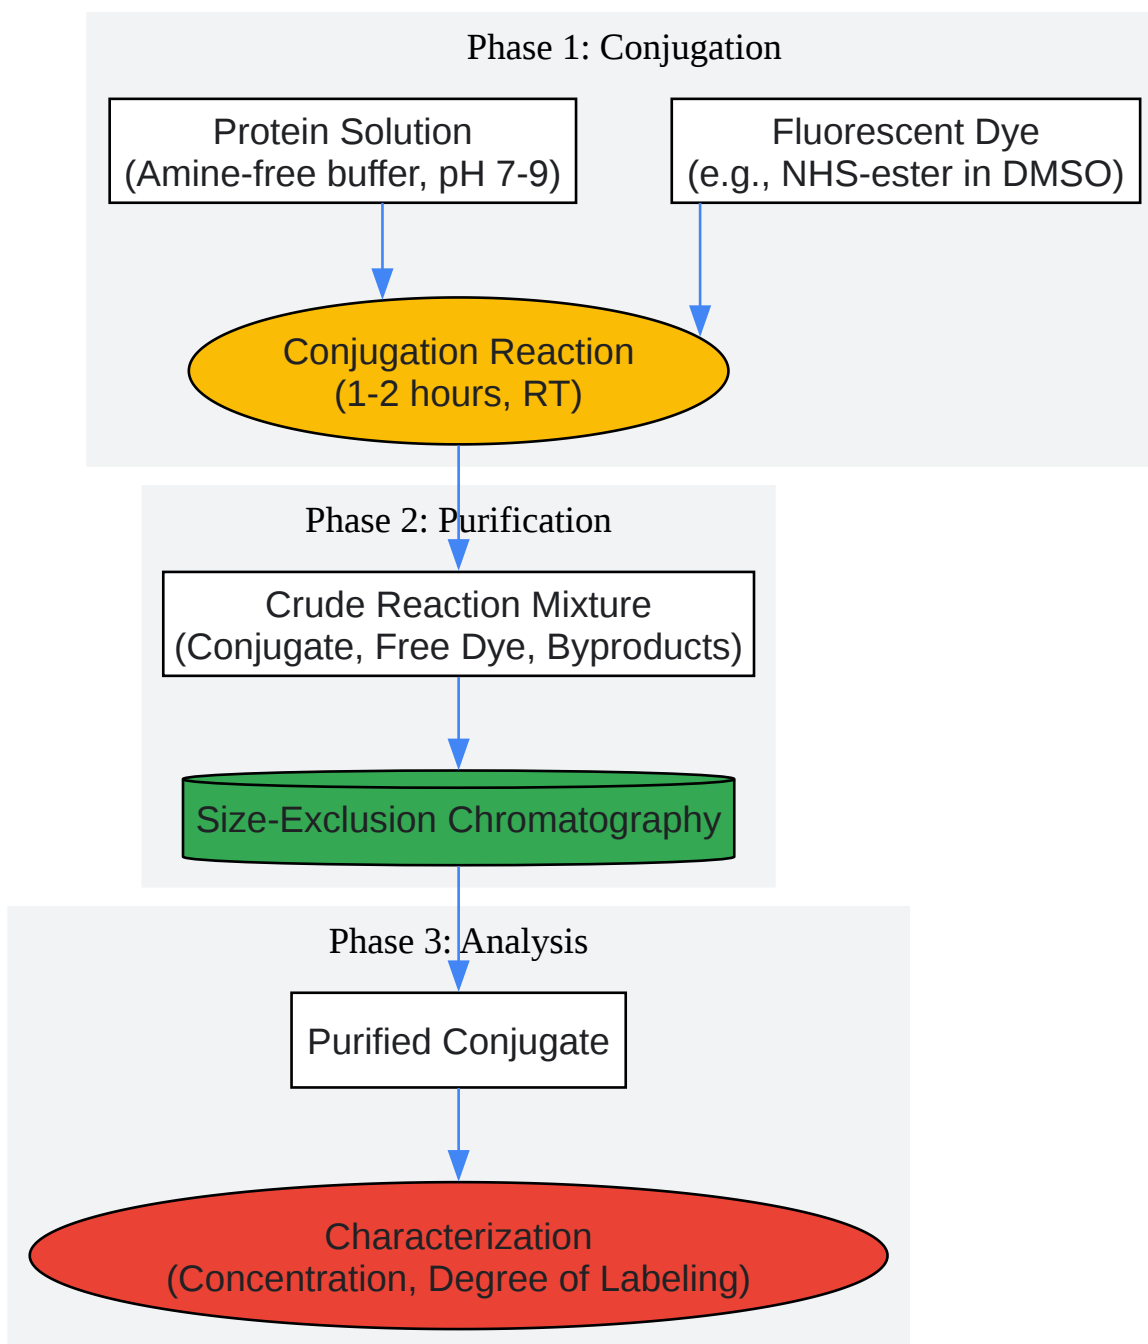 Phase 1: Conjugation
Protein Solution
(Amine-free buffer, pH 7-9)
Fluorescent Dye
(e.g., NHS-ester in DMSO)
Conjugation Reaction
(1-2 hours, RT)
Phase 2: Purification
Crude Reaction Mixture
(Conjugate, Free Dye, Byproducts)
Size-Exclusion Chromatography
Phase 3: Analysis
Purified Conjugate
Characterization
(Concentration, Degree of Labeling)